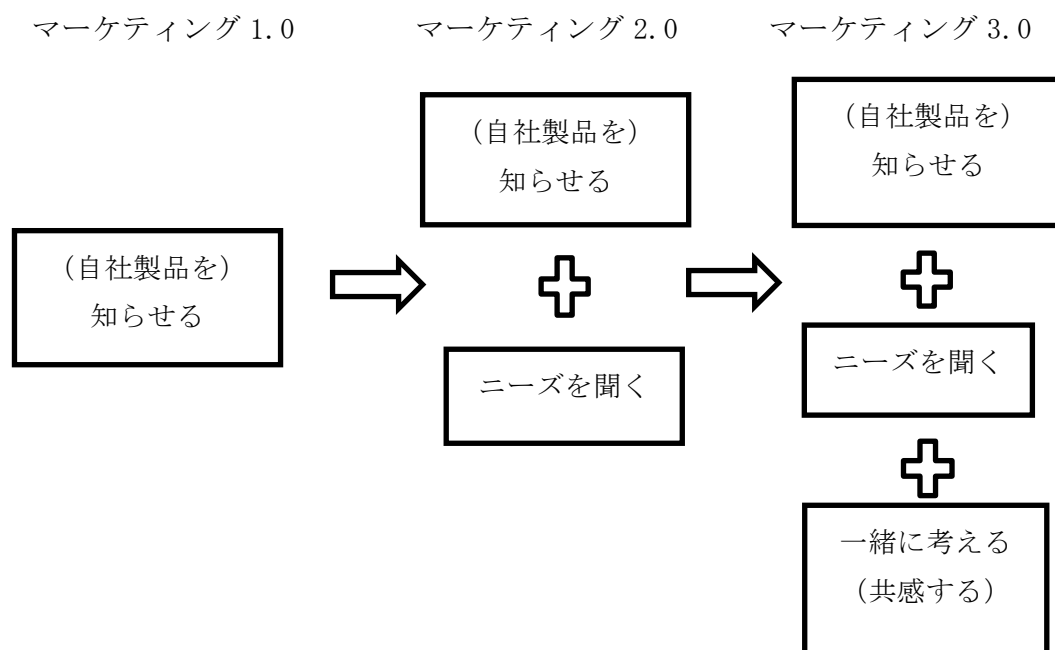 マーケティング 1.0
マーケティング 2.0
マーケティング 3.0
（自社製品を）
知らせる
（自社製品を）
知らせる
ニーズを聞く
（自社製品を）
知らせる
ニーズを聞く
一緒に考える
（共感する）